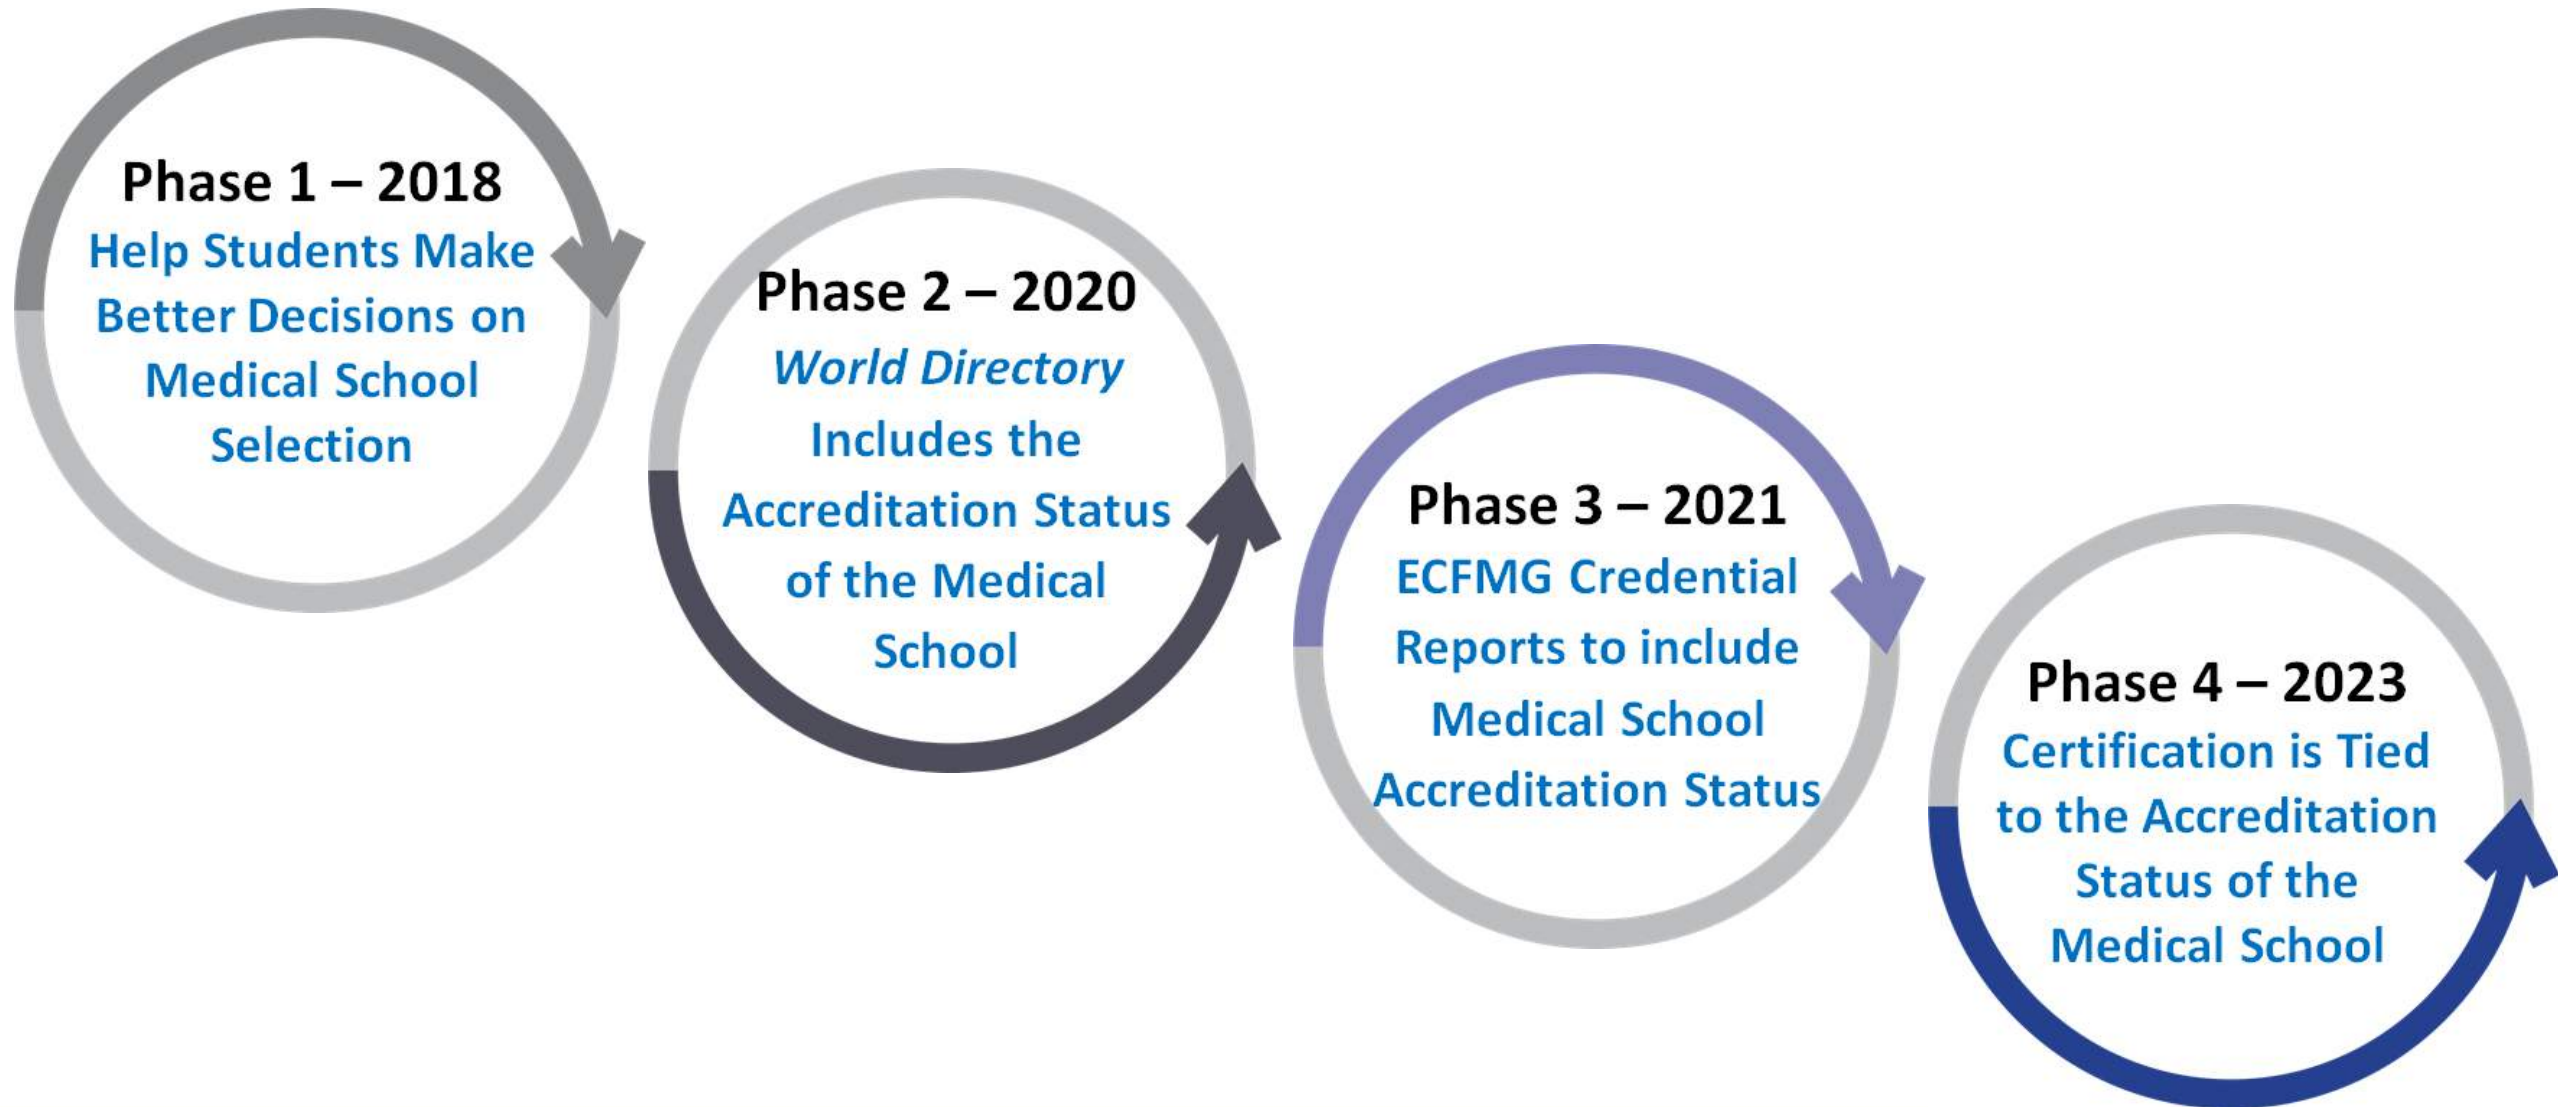 Phase 1 – 2018
Help Students Make
Better Decisions on
Medical School
Selection
Phase 2 – 2020
World Directory
Includes the
Accreditation Status
of the Medical
School
Phase 3 – 2021
ECFMG Credential
Reports to include
Medical School
Accreditation Status
Phase 4 – 2023
Certification is Tied
to the Accreditation
Status of the
Medical School